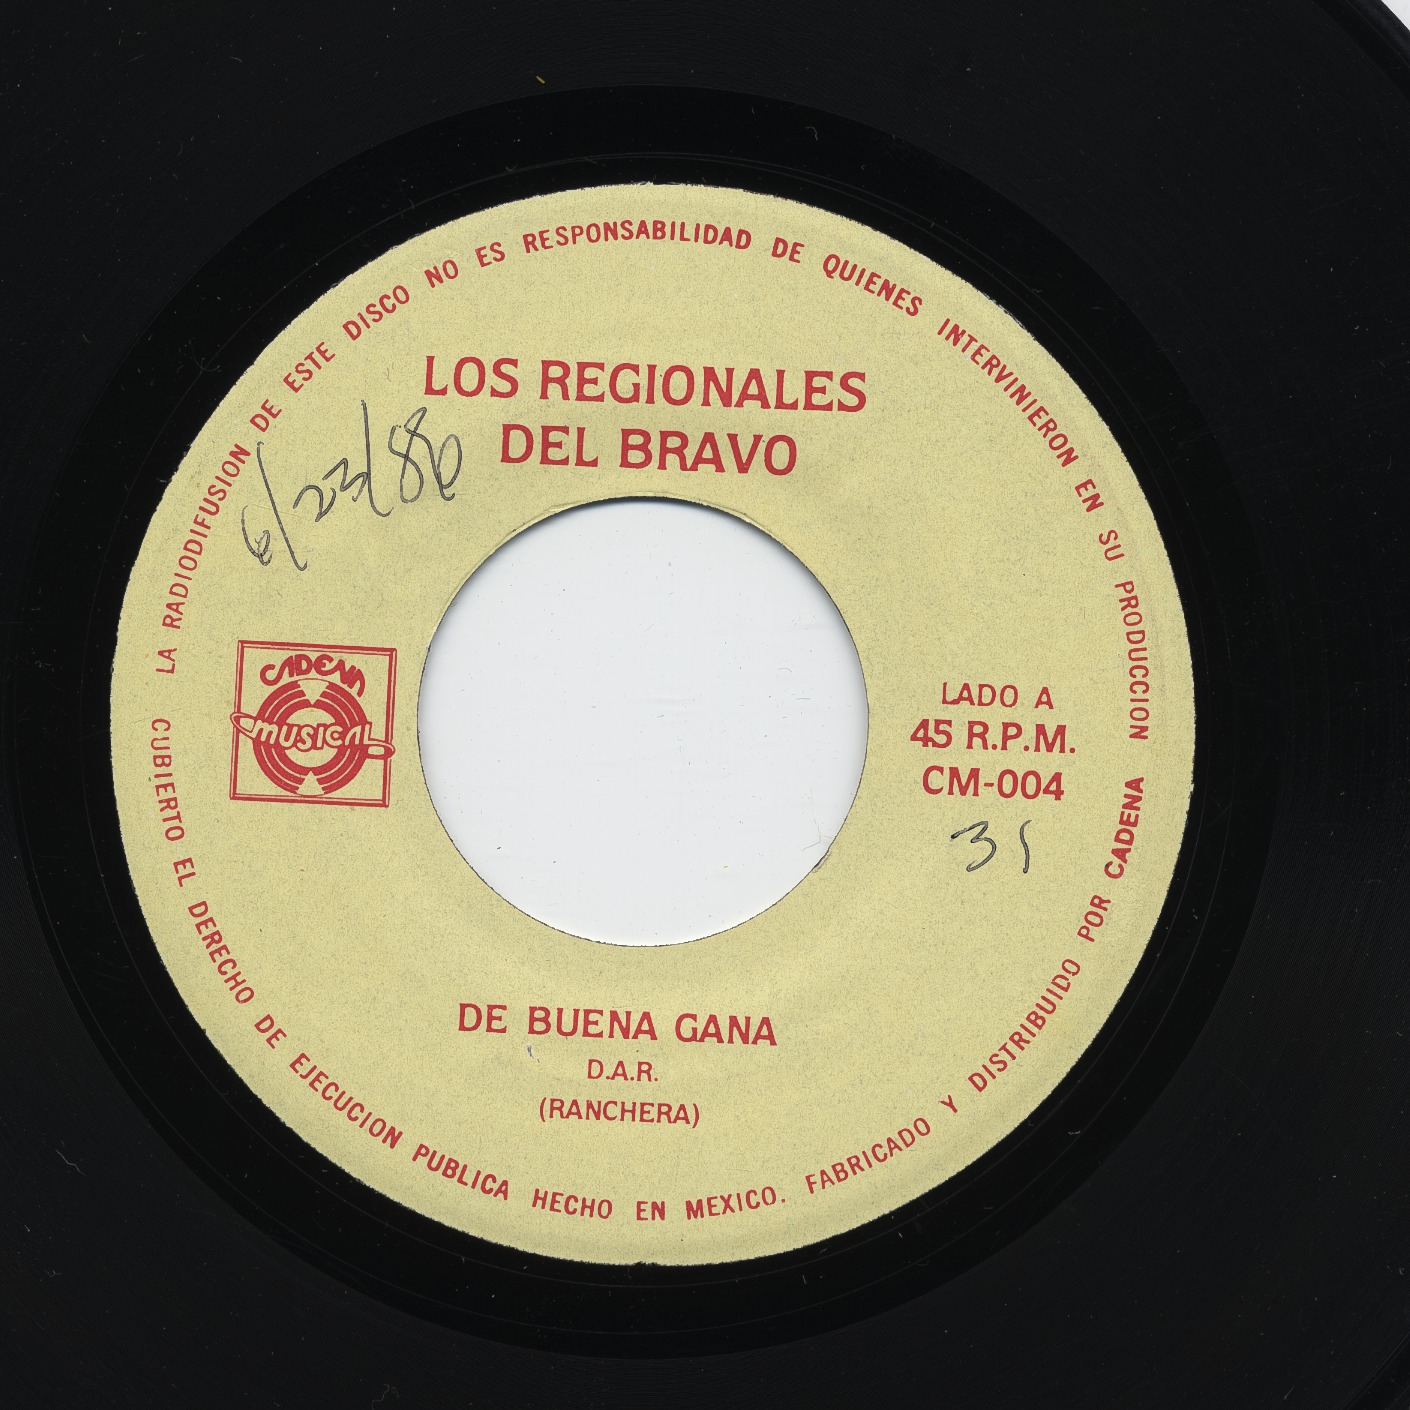 LA RADIODIFUSION DE ESTE DISCO NO ES RESPONSABILIDAD DE QUIENES INTERVINIERON EN SU PRODUCCION
LOS REGIONALES
DEL BRAVO
6/23/86
CADENA
MUSICAL
LADO A
45 R.P.M.
CM-004
31
DE BUENA GANA
D.A.R.
(RANCHERA)
CUBIERTO EL DERECHO DE EJECUCION PUBLICA HECHO EN MEXICO. FABRICADO Y DISTRIBUIDO POR CADENA